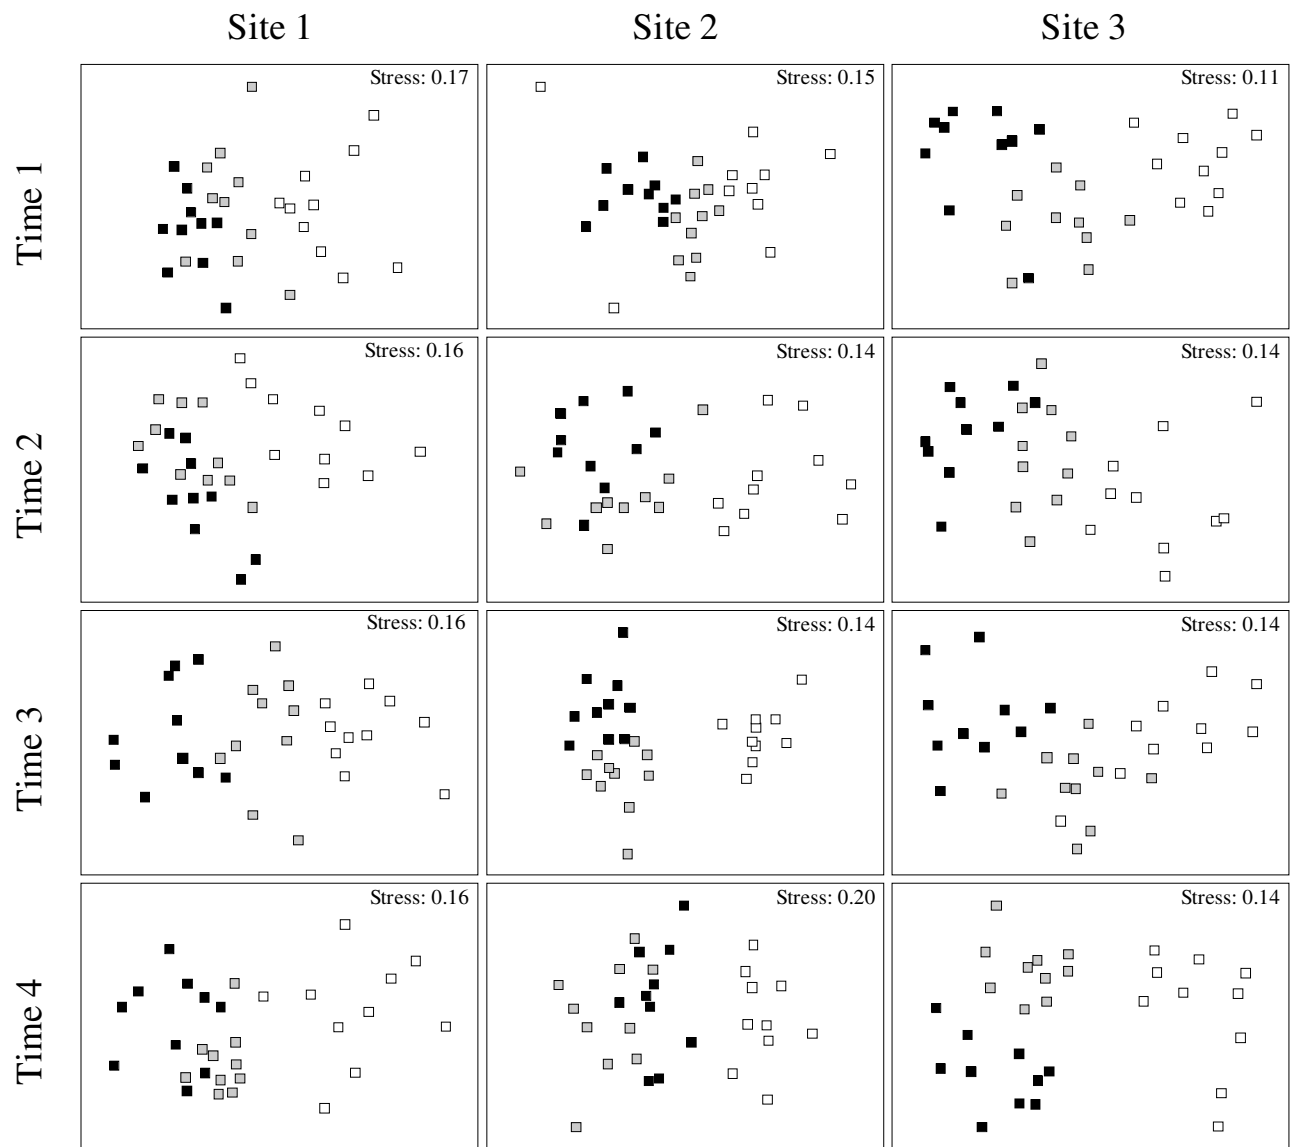 Site 1 Site 2 Site 3
Time 1
Stress: 0.17 Stress: 0.15 Stress: 0.11
Time 2
Stress: 0.16 Stress: 0.14 Stress: 0.14
Time 3
Stress: 0.16 Stress: 0.14 Stress: 0.14
Time 4
Stress: 0.16 Stress: 0.20 Stress: 0.14